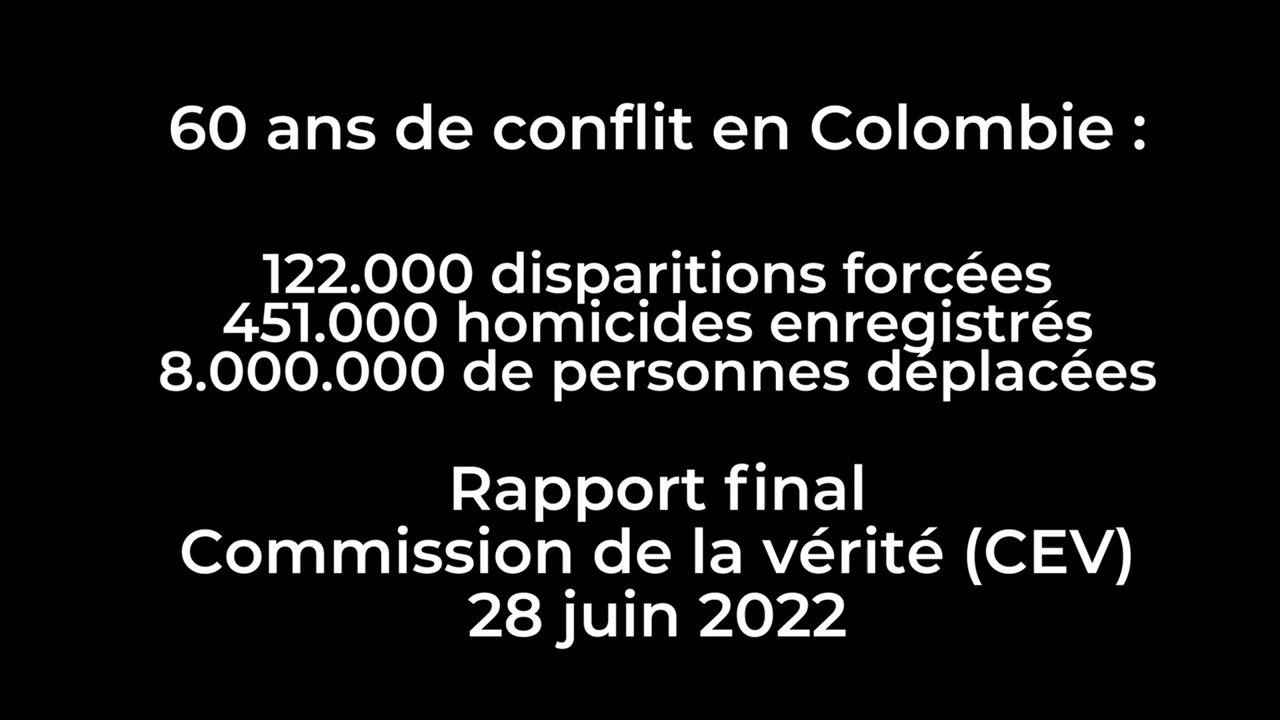 60 ans de conflit en Colombie :
122.000 disparitions forcées
451.000 homicides enregistrés
8.000.000 de personnes déplacées
Rapport final
Commission de la vérité (CEV)
28 juin 2022